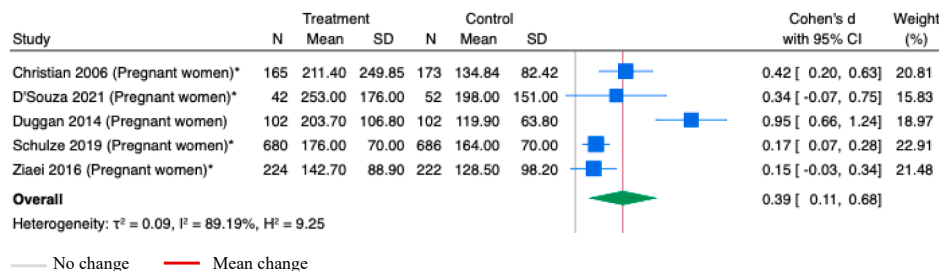 Treatment Control Cohen's d Weight
Study N Mean SD N Mean SD with 95% CI (%)
Christian 2006 (Pregnant women)* 165 211.40 249.85 173 134.84 82.42 0.42 [ 0.20, 0.63] 20.81
D'Souza 2021 (Pregnant women)* 42 253.00 176.00 52 198.00 151.00 0.34 [ -0.07, 0.75] 15.83
Duggan 2014 (Pregnant women) 102 203.70 106.80 102 119.90 63.80 0.95 [ 0.66, 1.24] 18.97
Schulze 2019 (Pregnant women)* 680 176.00 70.00 686 164.00 70.00 0.17 [ 0.07, 0.28] 22.91
Ziaei 2016 (Pregnant women)* 224 142.70 88.90 222 128.50 98.20 0.15 [ -0.03, 0.34] 21.48
Overall 0.39 [ 0.11, 0.68]
Heterogeneity: τ² = 0.09, I² = 89.19%, H² = 9.25
No change Mean change